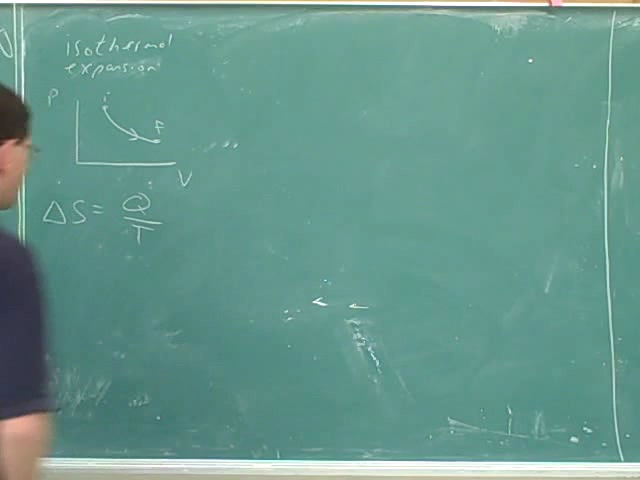 isothermal
expansion
P
i
f
V
ΔS = Q
T